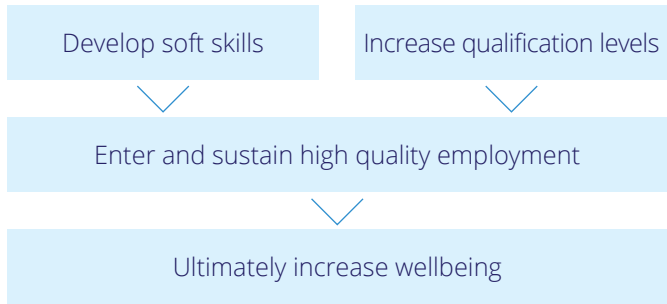 Develop soft skills
Increase qualification levels
Enter and sustain high quality employment
Ultimately increase wellbeing